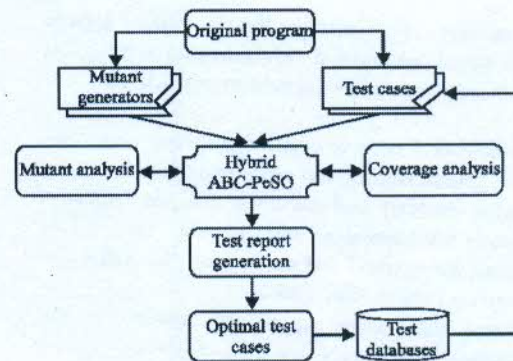 Original program
Mutant
generators
Test cases
Mutant analysis
Hybrid
ABC-PeSO
Coverage analysis
Test report
generation
Optimal test
cases
Test
databases